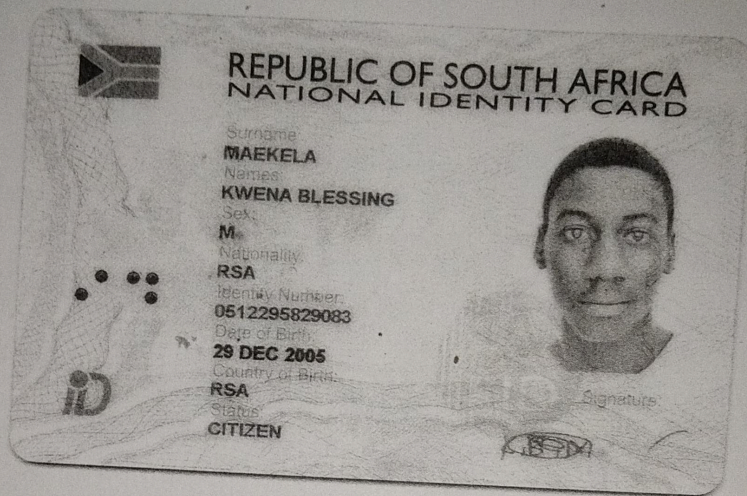 REPUBLIC OF SOUTH AFRICA
NATIONAL IDENTITY CARD
Surname:
MAEKELA
Names:
KWENA BLESSING
Sex:
M
Nationality:
RSA
Identity Number:
0512295829083
Date of Birth:
29 DEC 2005
Country of Birth:
RSA
Status:
CITIZEN
Signature:
iD